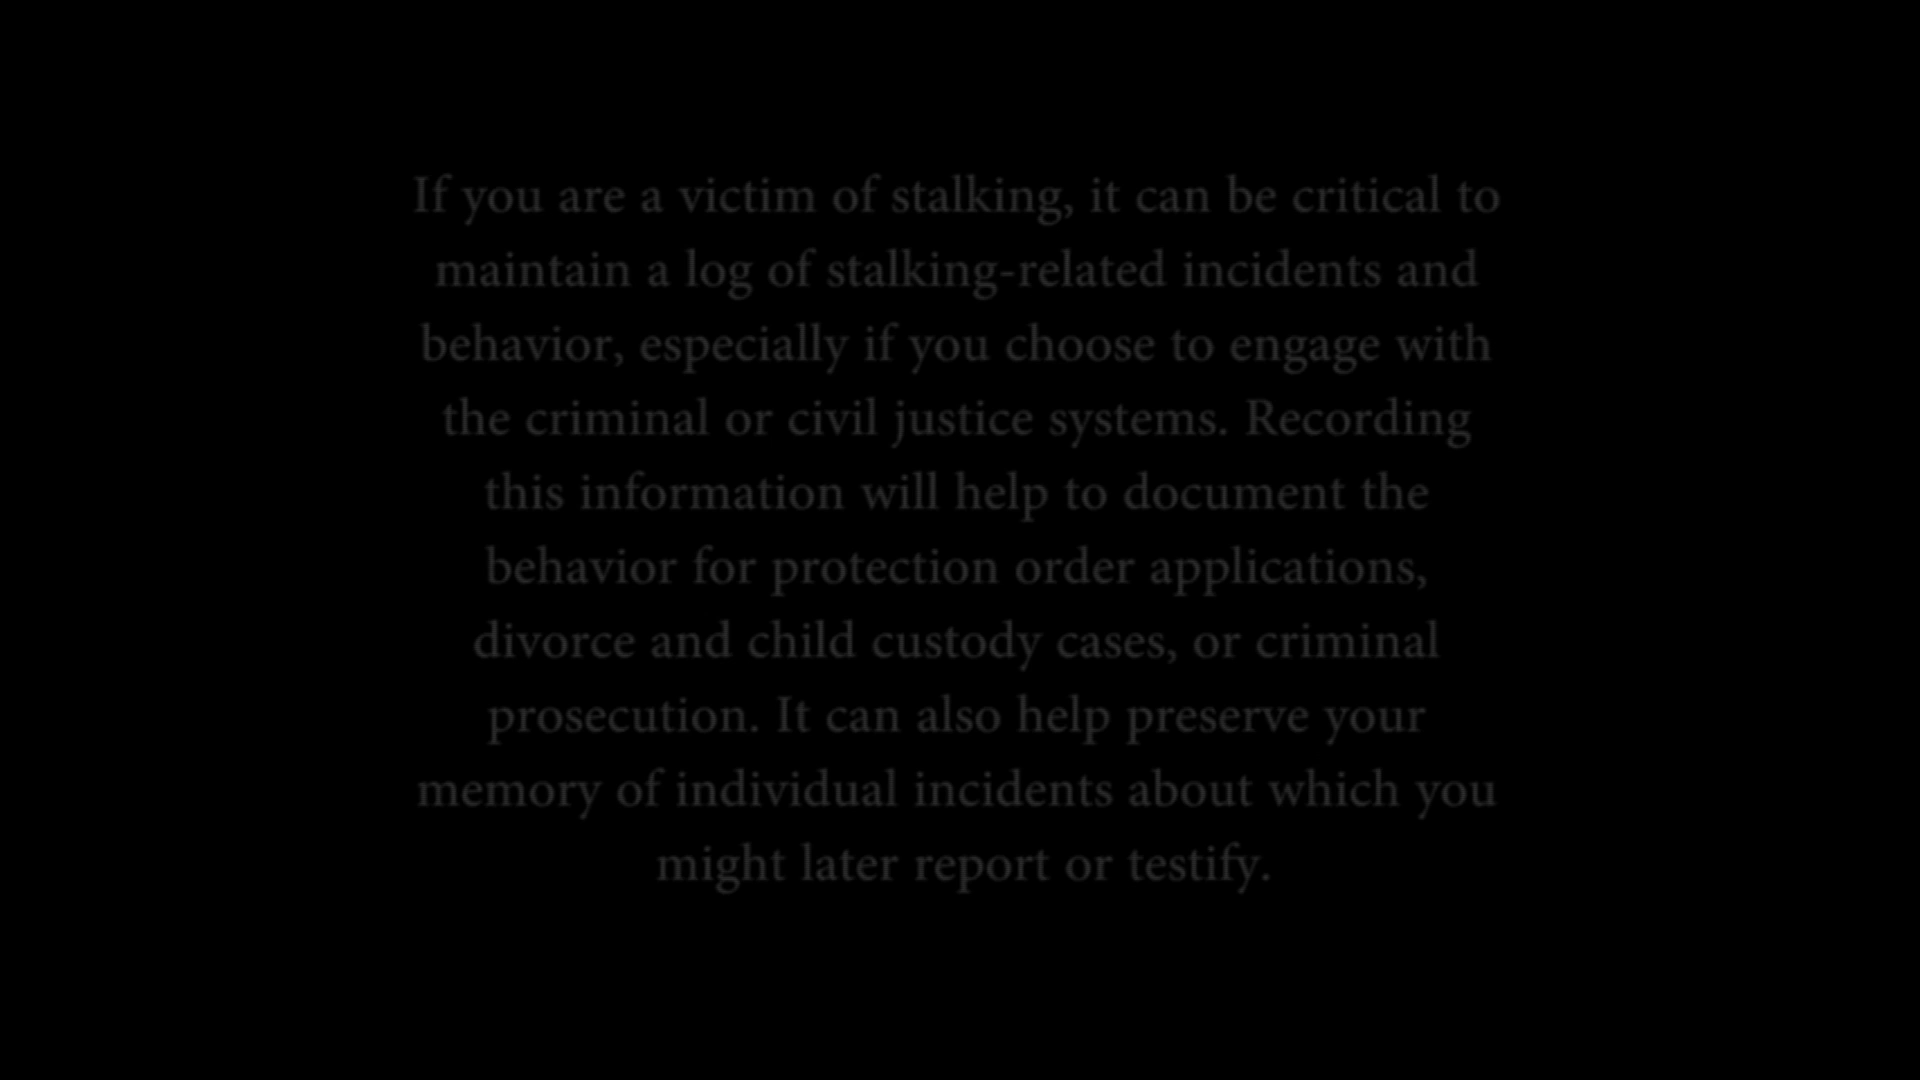 If you are a victim of stalking, it can be critical to
maintain a log of stalking-related incidents and
behavior, especially if you choose to engage with
the criminal or civil justice systems. Recording
this information will help to document the
behavior for protection order applications,
divorce and child custody cases, or criminal
prosecution. It can also help preserve your
memory of individual incidents about which you
might later report or testify.